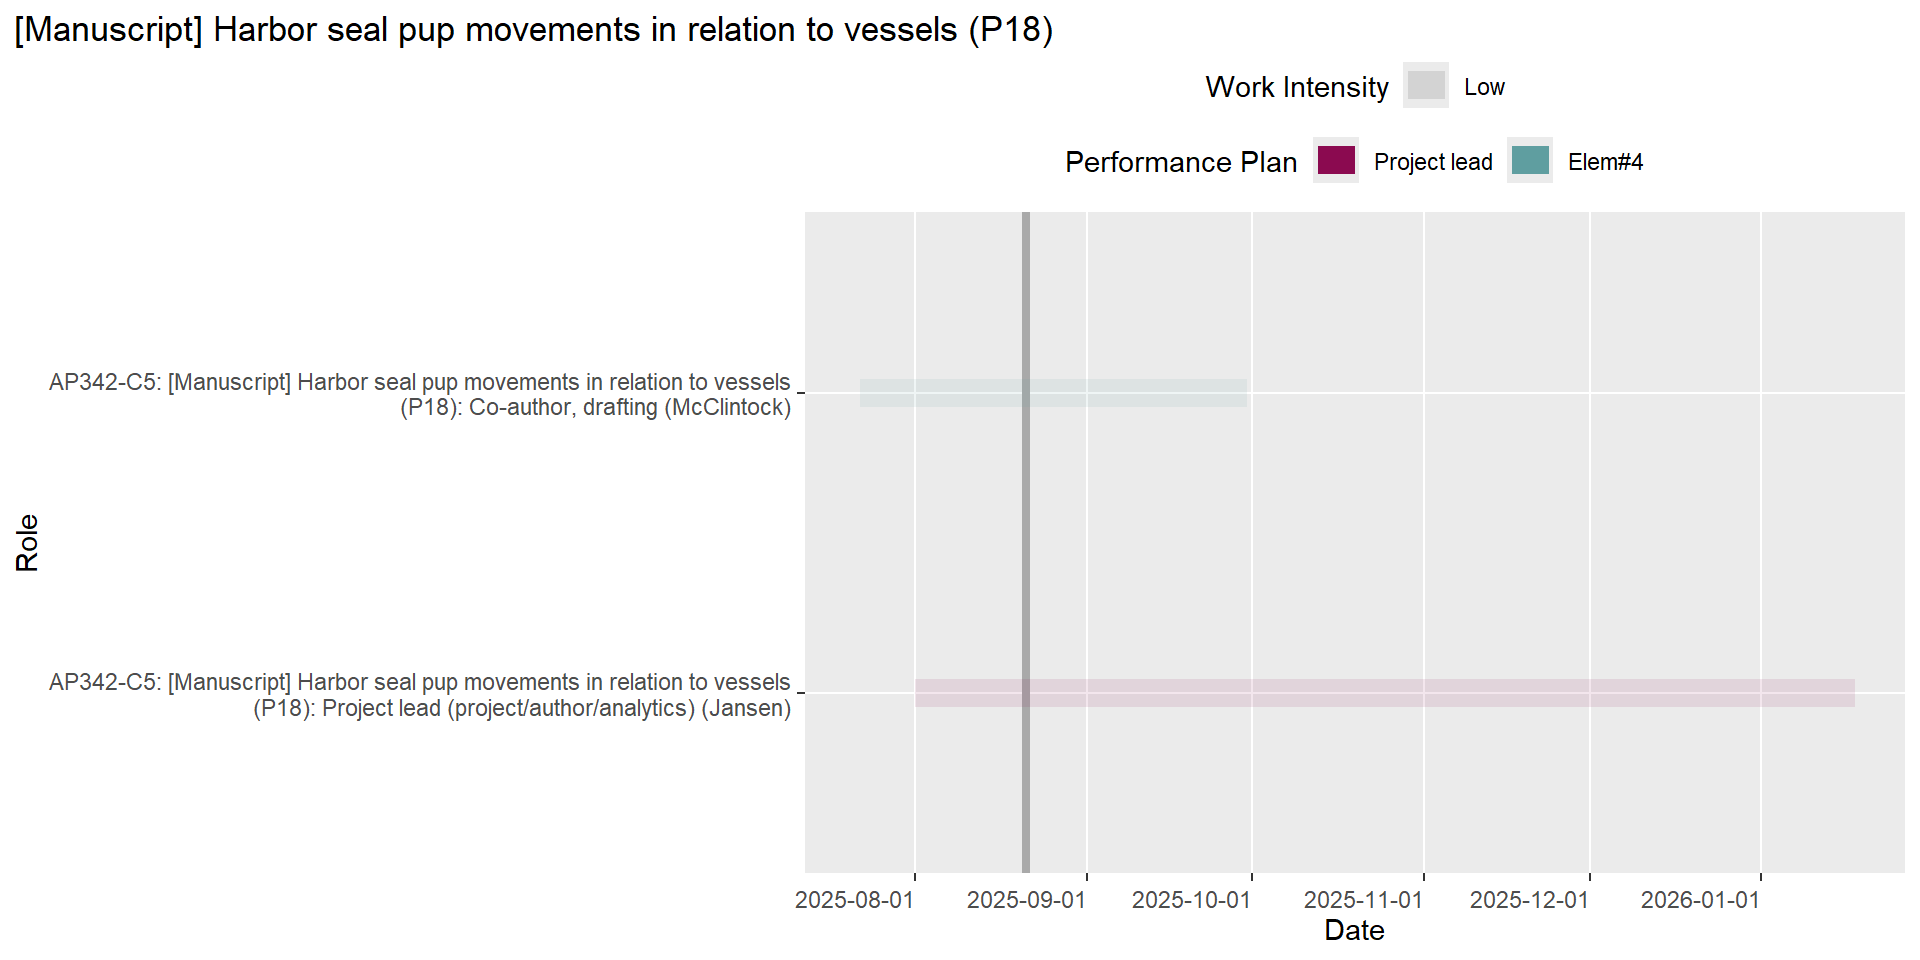 [Manuscript] Harbor seal pup movements in relation to vessels (P18)
Work Intensity Low
Performance Plan Project lead Elem#4
AP342-C5: [Manuscript] Harbor seal pup movements in relation to vessels
(P18): Co-author, drafting (McClintock)
Role
AP342-C5: [Manuscript] Harbor seal pup movements in relation to vessels
(P18): Project lead (project/author/analytics) (Jansen)
2025-08-01 2025-09-01 2025-10-01 2025-11-01 2025-12-01 2026-01-01
Date